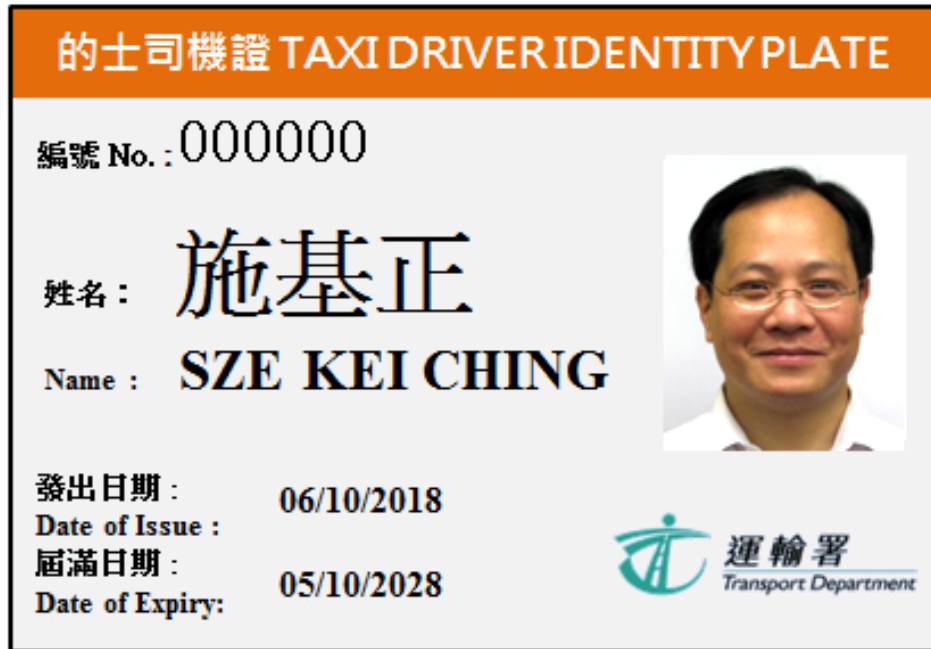 的士司機證 TAXI DRIVER IDENTITY PLATE
編號 No. : 000000
姓名： 施基正
Name : SZE KEI CHING
發出日期 :
Date of Issue : 06/10/2018
屆滿日期 :
Date of Expiry: 05/10/2028
運輸署
Transport Department